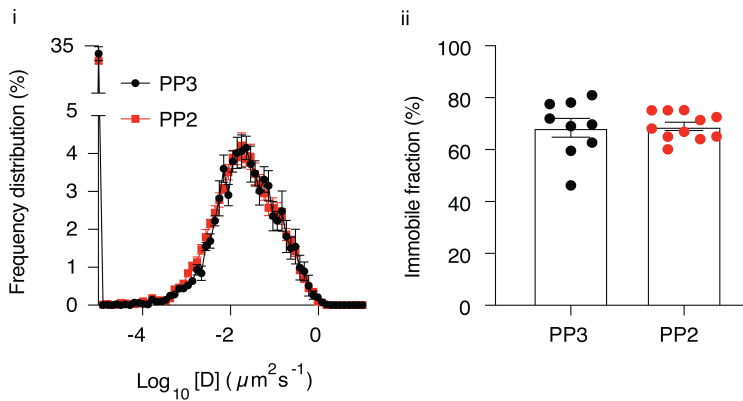 i
Frequency distribution (%)
35
5
4
3
2
1
0
PP3
PP2
-4
-2
0
Log10 [D] ( μm2s-1)
ii
Immobile fraction (%)
100
80
60
40
20
0
PP3
PP2